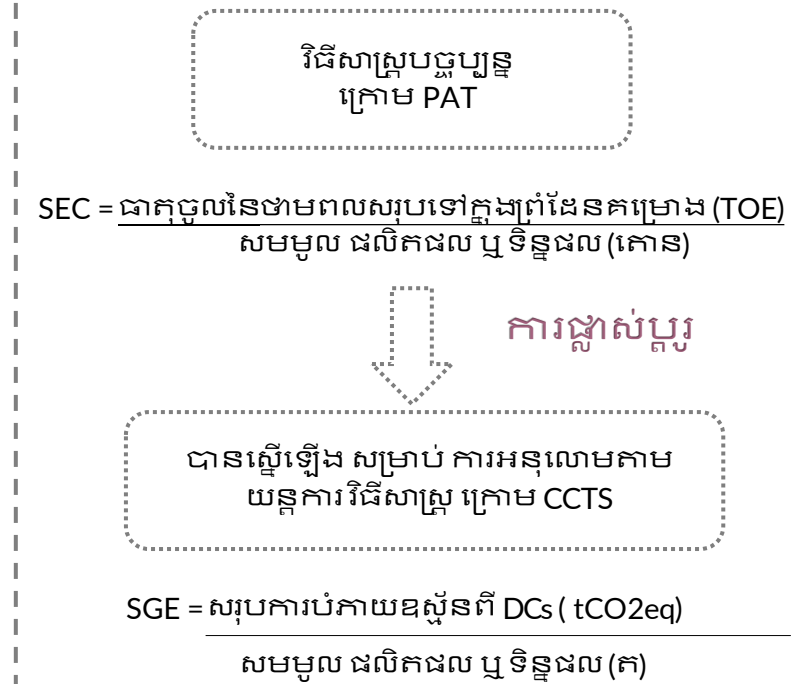 វិធីសាស្ត្របច្ចុប្បន្ន
ក្រោម PAT
SEC = ធាតុចូលនៃថាមពលសរុបទៅក្នុងព្រំដែនគម្រោង (TOE)
សមមូល ផលិតផល ឬ ទិន្នផល (តោន)
ការផ្លាស់ប្តូរ
បានស្នើឡើង សម្រាប់ ការអនុលោមតាម
យន្តការ វិធីសាស្ត្រ ក្រោម CCTS
SGE = សរុបការបំភាយឧស្ម័នពី DCs ( tCO2eq)
សមមូល ផលិតផល ឬ ទិន្នផល (ត)